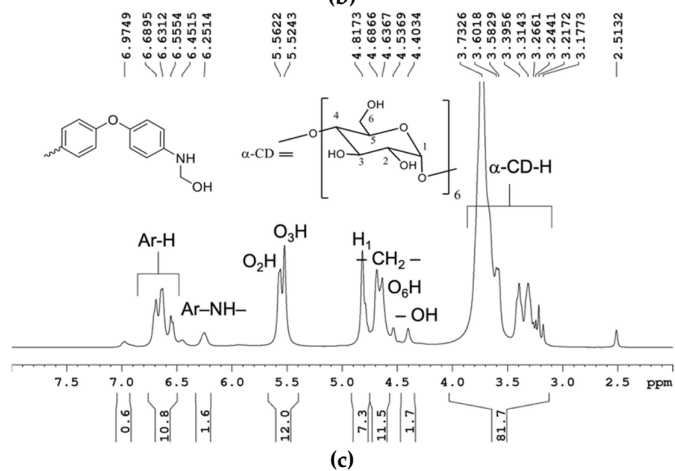 (b)
6.9749
6.6895
6.6312
6.5554
6.4515
6.2514
5.5622
5.5243
4.8173
4.6866
4.6367
4.5369
4.4034
3.7326
3.6018
3.5829
3.3956
3.3143
3.2661
3.2441
3.2172
3.1773
2.5132
O
NH
OH
α-CD =
OH
6
4
O
5
O
1
HO
3
2
OH
O
6
α-CD-H
Ar-H
O2H
O3H
Ar–NH–
H1
– CH2 –
O6H
– OH
7.5 7.0 6.5 6.0 5.5 5.0 4.5 4.0 3.5 3.0 2.5 ppm
0.6
10.8
1.6
12.0
7.3
11.5
1.7
81.7
(c)